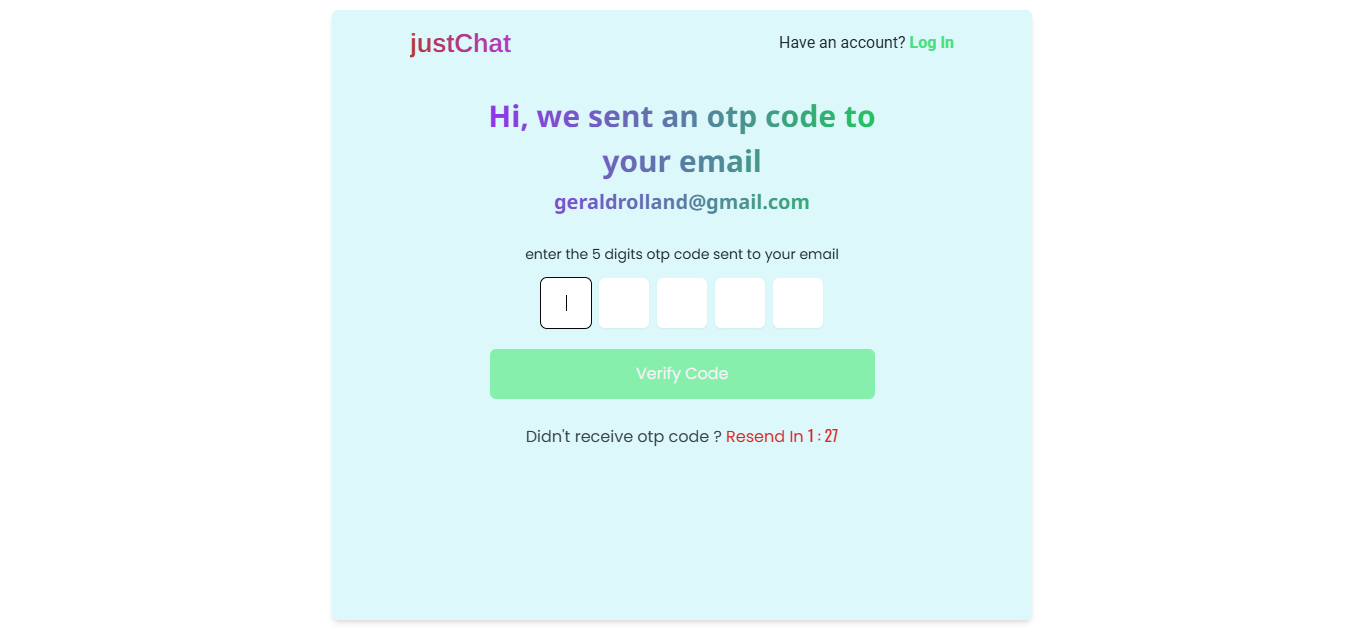 justChat
Have an account? Log In
Hi, we sent an otp code to
your email
geraldrolland@gmail.com
enter the 5 digits otp code sent to your email
Verify Code
Didn't receive otp code ? Resend In 1 : 27